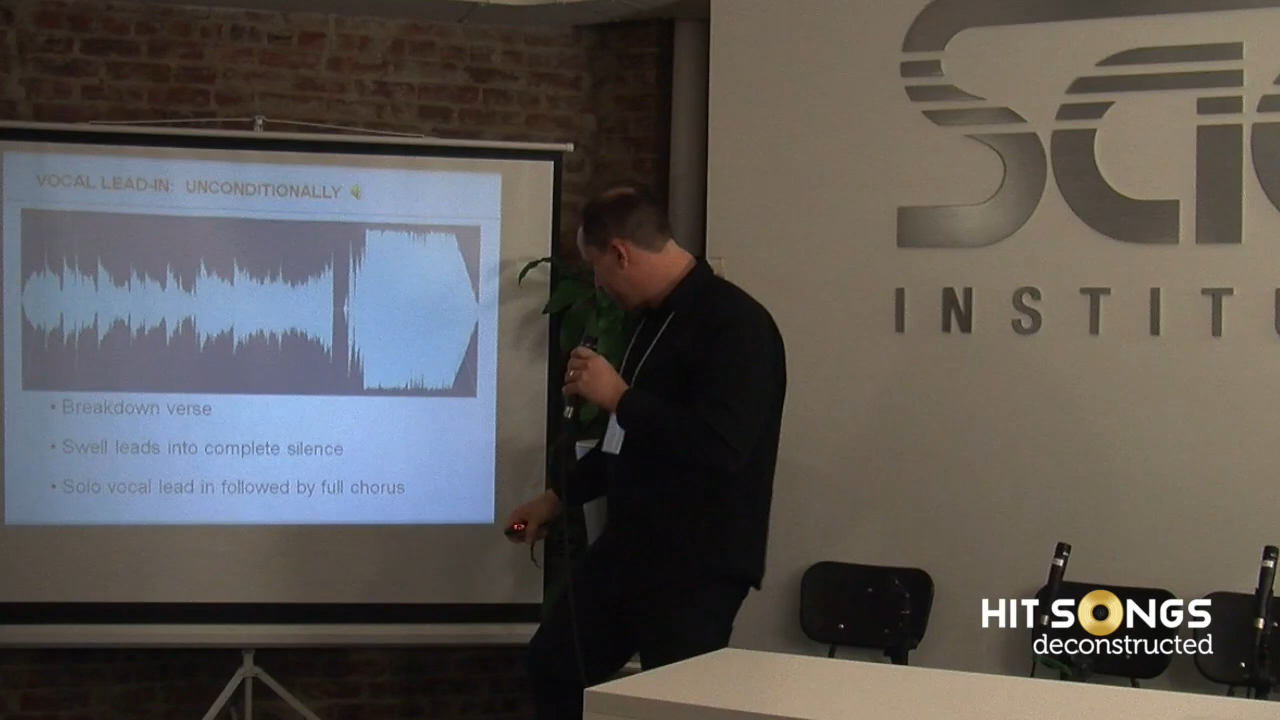 VOCAL LEAD-IN: UNCONDITIONALLY
• Breakdown verse
• Swell leads into complete silence
• Solo vocal lead in followed by full chorus
INSTIT
HIT SONGS
deconstructed